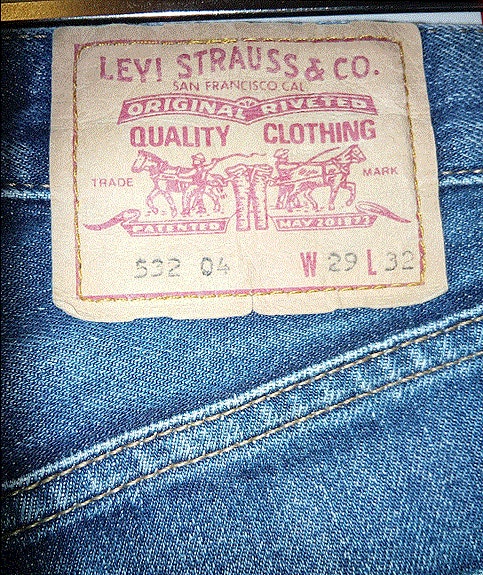 LEVI STRAUSS & CO.
SAN FRANCISCO CAL
ORIGINAL RIVETED
QUALITY CLOTHING
TRADE MARK
PATENTED MAY 20 1873
532 04 W 29 L 32